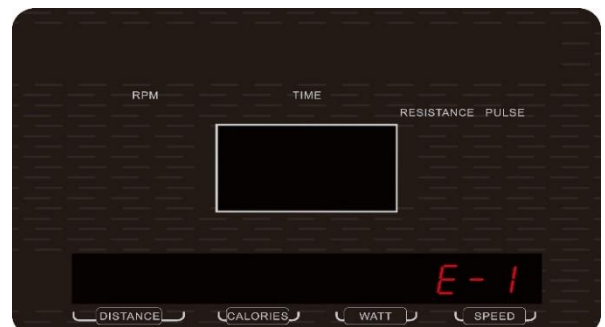 RPM TIME
RESISTANCE PULSE
E-1
DISTANCE CALORIES WATT SPEED